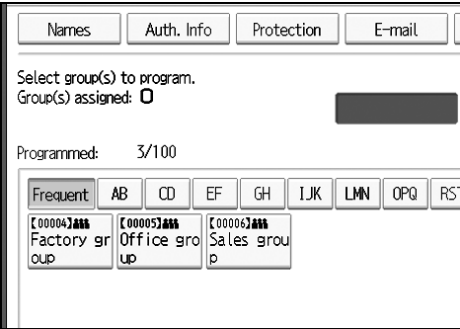 Names Auth. Info Protection E-mail
Select group(s) to program.
Group(s) assigned: 0
Programmed: 3/100
Frequent AB CD EF GH IJK LMN OPQ RST
【00004】 【00005】 【00006】
Factory gr Office gro Sales grou
oup up p